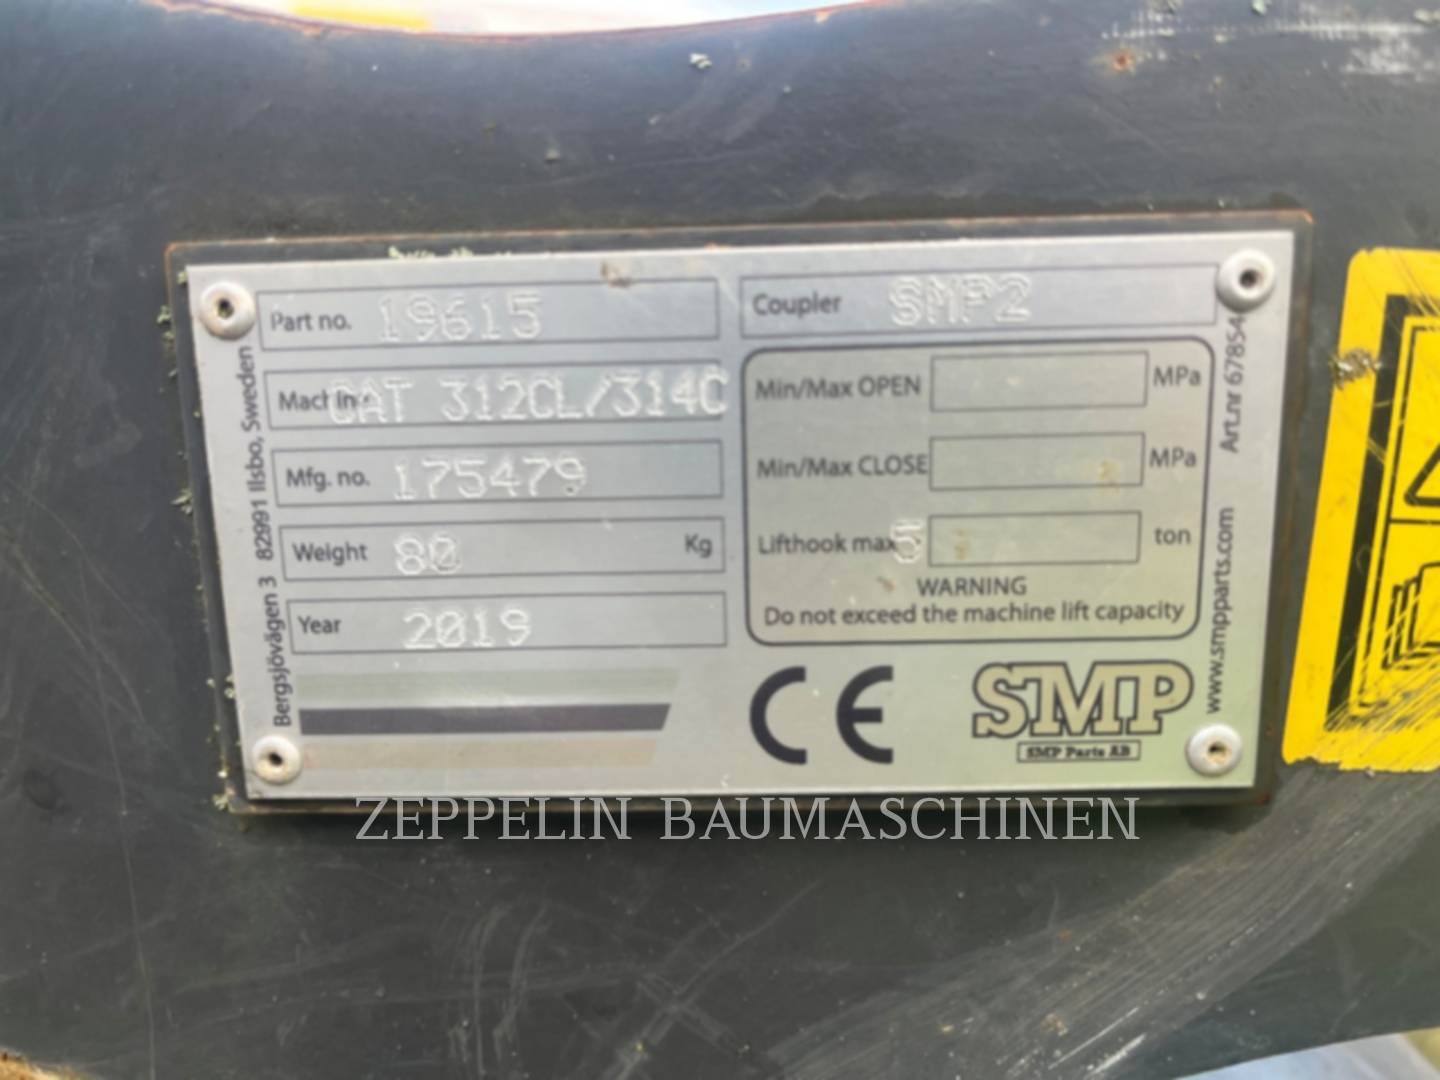 Part no. 19615
Machine CAT 312CL/314C
Mfg. no. 175479
Weight 80 Kg
Year 2019
Coupler SMP2
Min/Max OPEN MPa
Min/Max CLOSE MPa
Lifthook max 5 ton
WARNING
Do not exceed the machine lift capacity
CE
SMP
SMP Parts AB
Bergsjövägen 3 82991 Ilsbo, Sweden
www.smpparts.com Art.nr 67854
ZEPPELIN BAUMASCHINEN